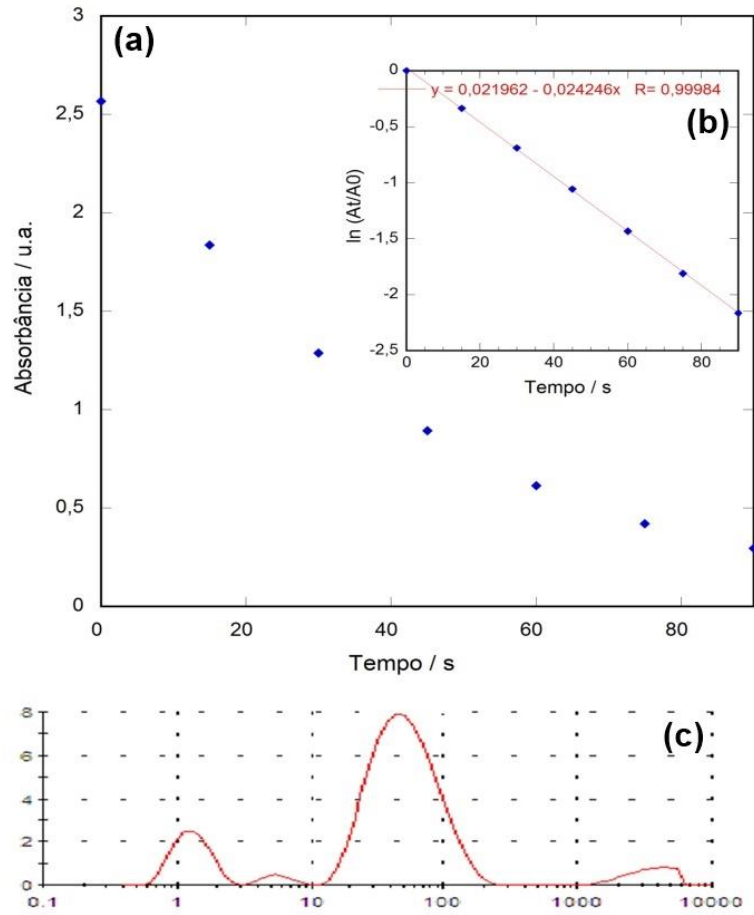 3
(a)
2,5
2
1,5
1
0,5
0
Absorbância / u.a.
0 20 40 60 80
Tempo / s
0
y = 0,021962 - 0,024246x R= 0,99984
(b)
-0,5
-1
-1,5
-2
-2,5
ln (At/A0)
0 20 40 60 80
Tempo / s
8
(c)
6
4
2
0
0.1 1 10 100 1000 10000